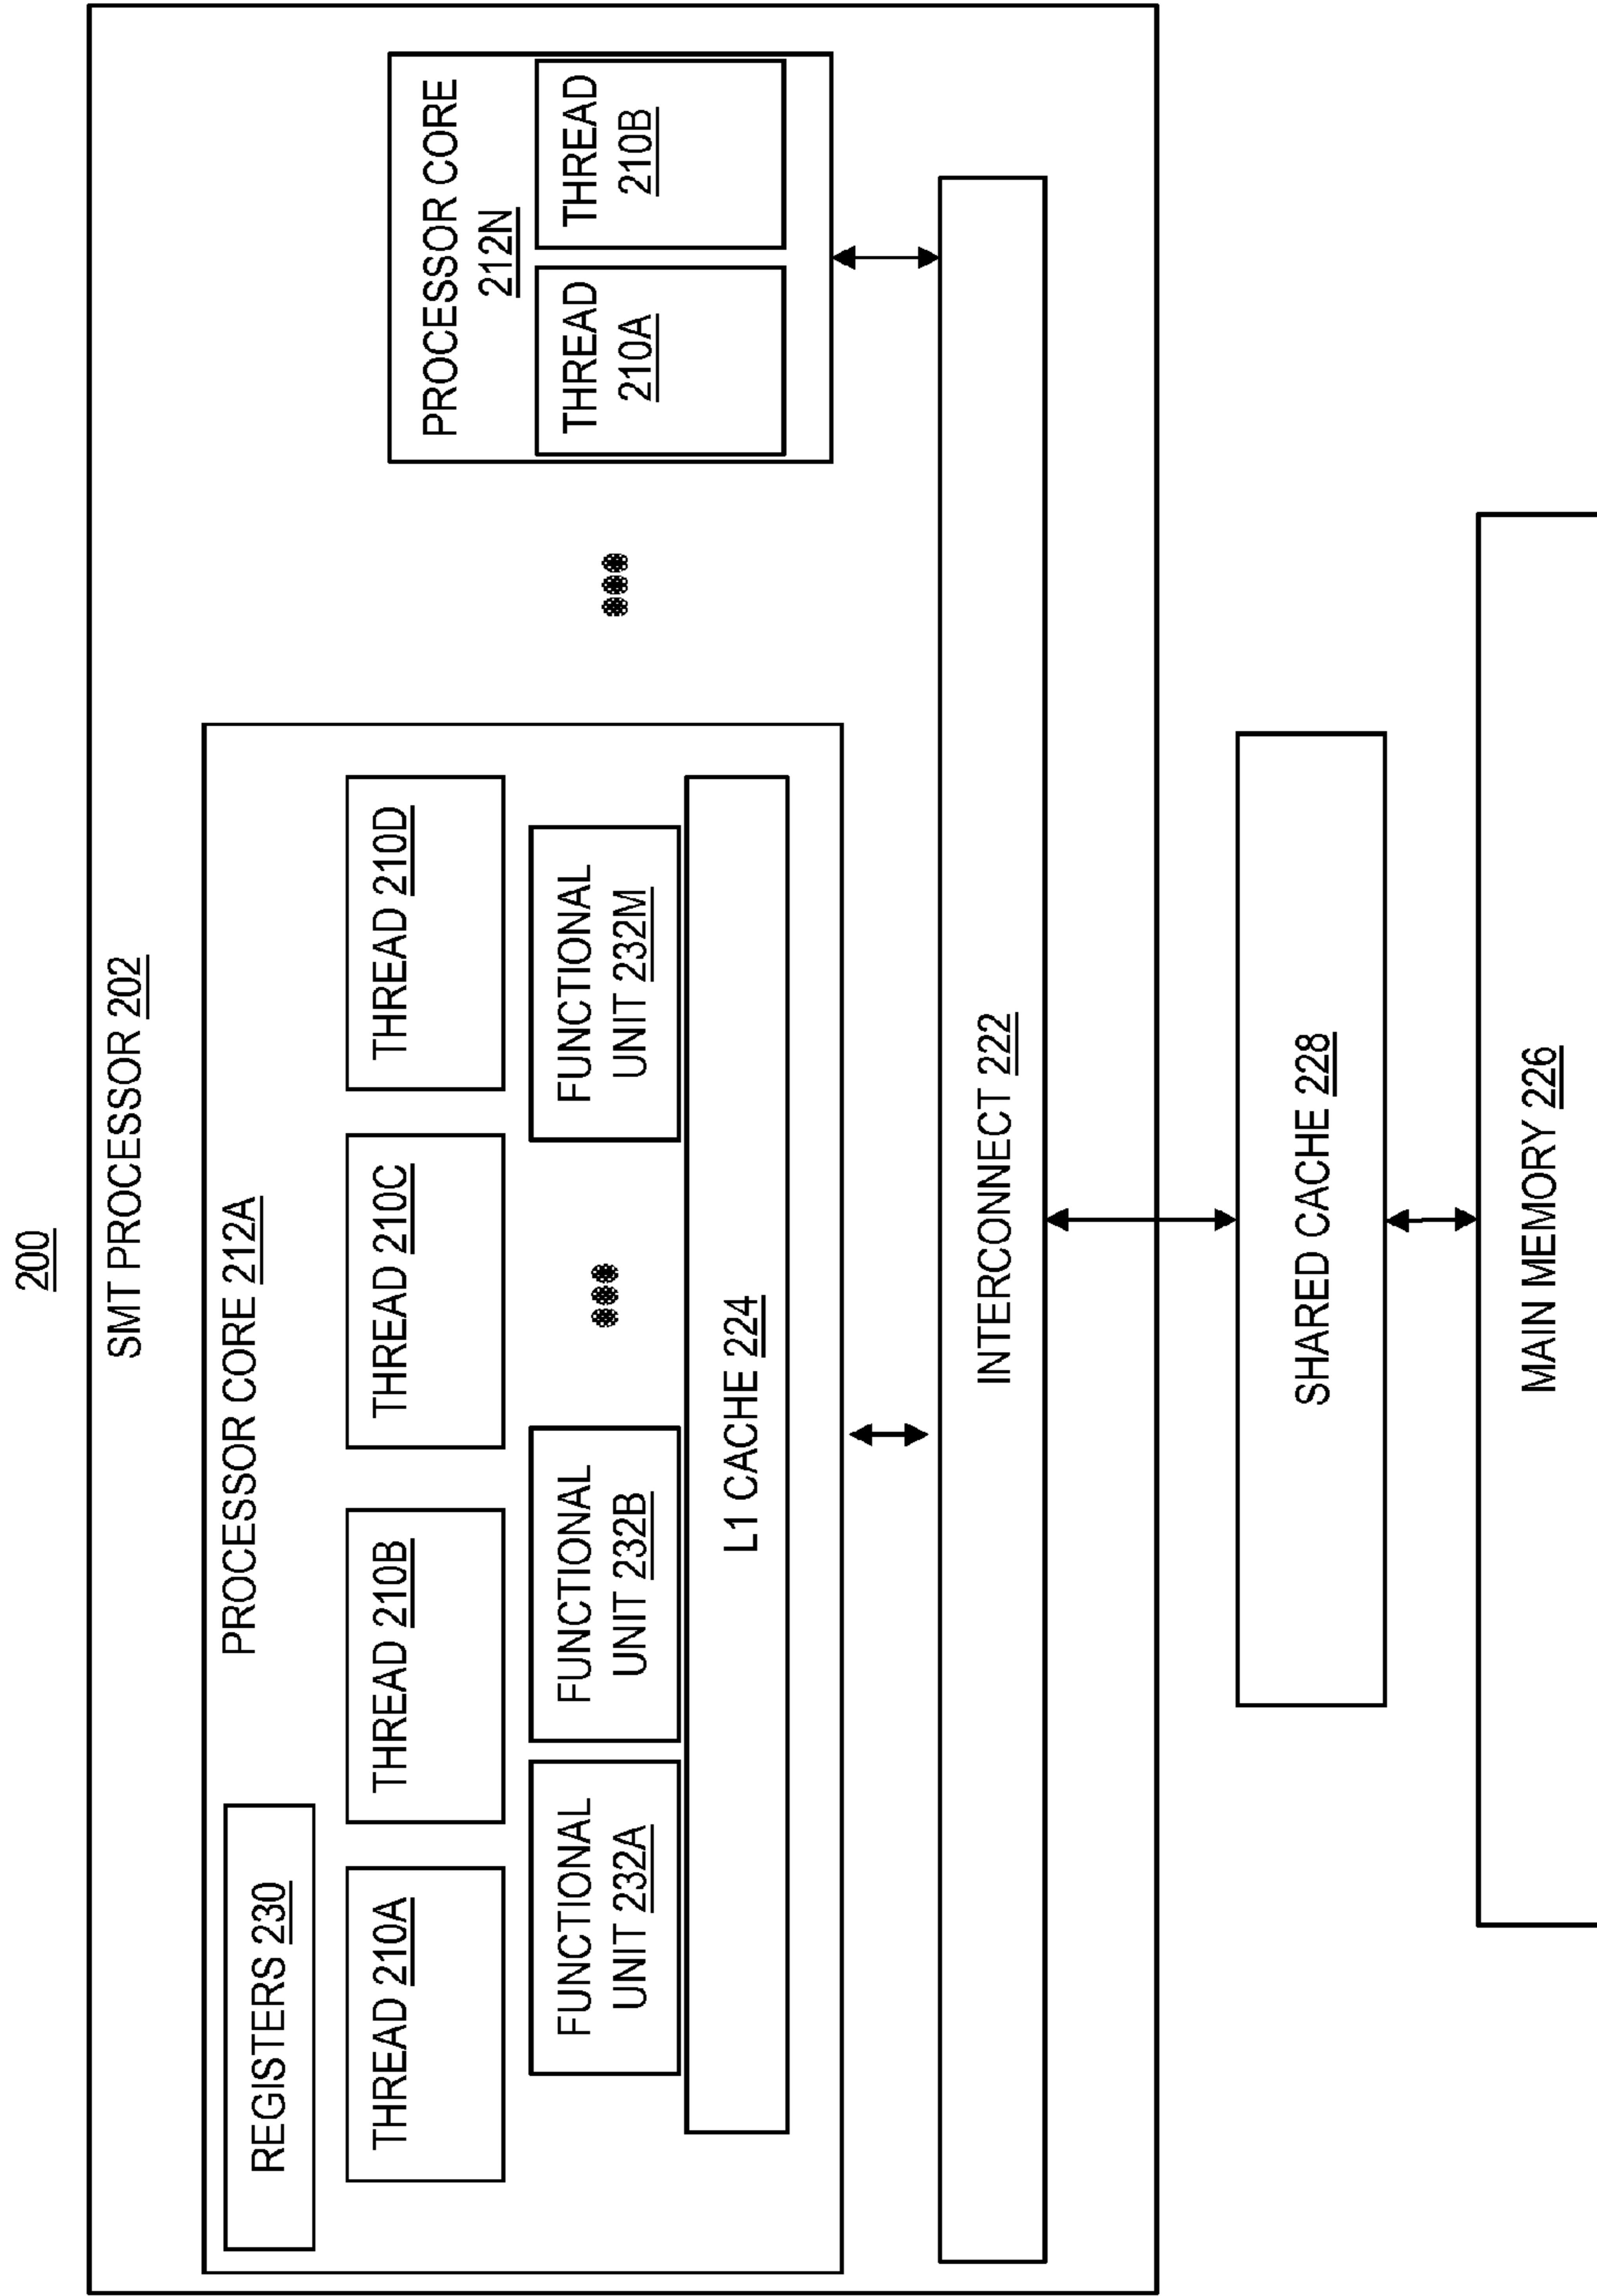 200
SMT PROCESSOR 202
PROCESSOR CORE 212A
REGISTERS 230
THREAD 210A
THREAD 210B
THREAD 210C
THREAD 210D
FUNCTIONAL
UNIT 232A
FUNCTIONAL
UNIT 232B
FUNCTIONAL
UNIT 232M
L1 CACHE 224
PROCESSOR CORE
212N
THREAD
210A
THREAD
210B
INTERCONNECT 222
SHARED CACHE 228
MAIN MEMORY 226